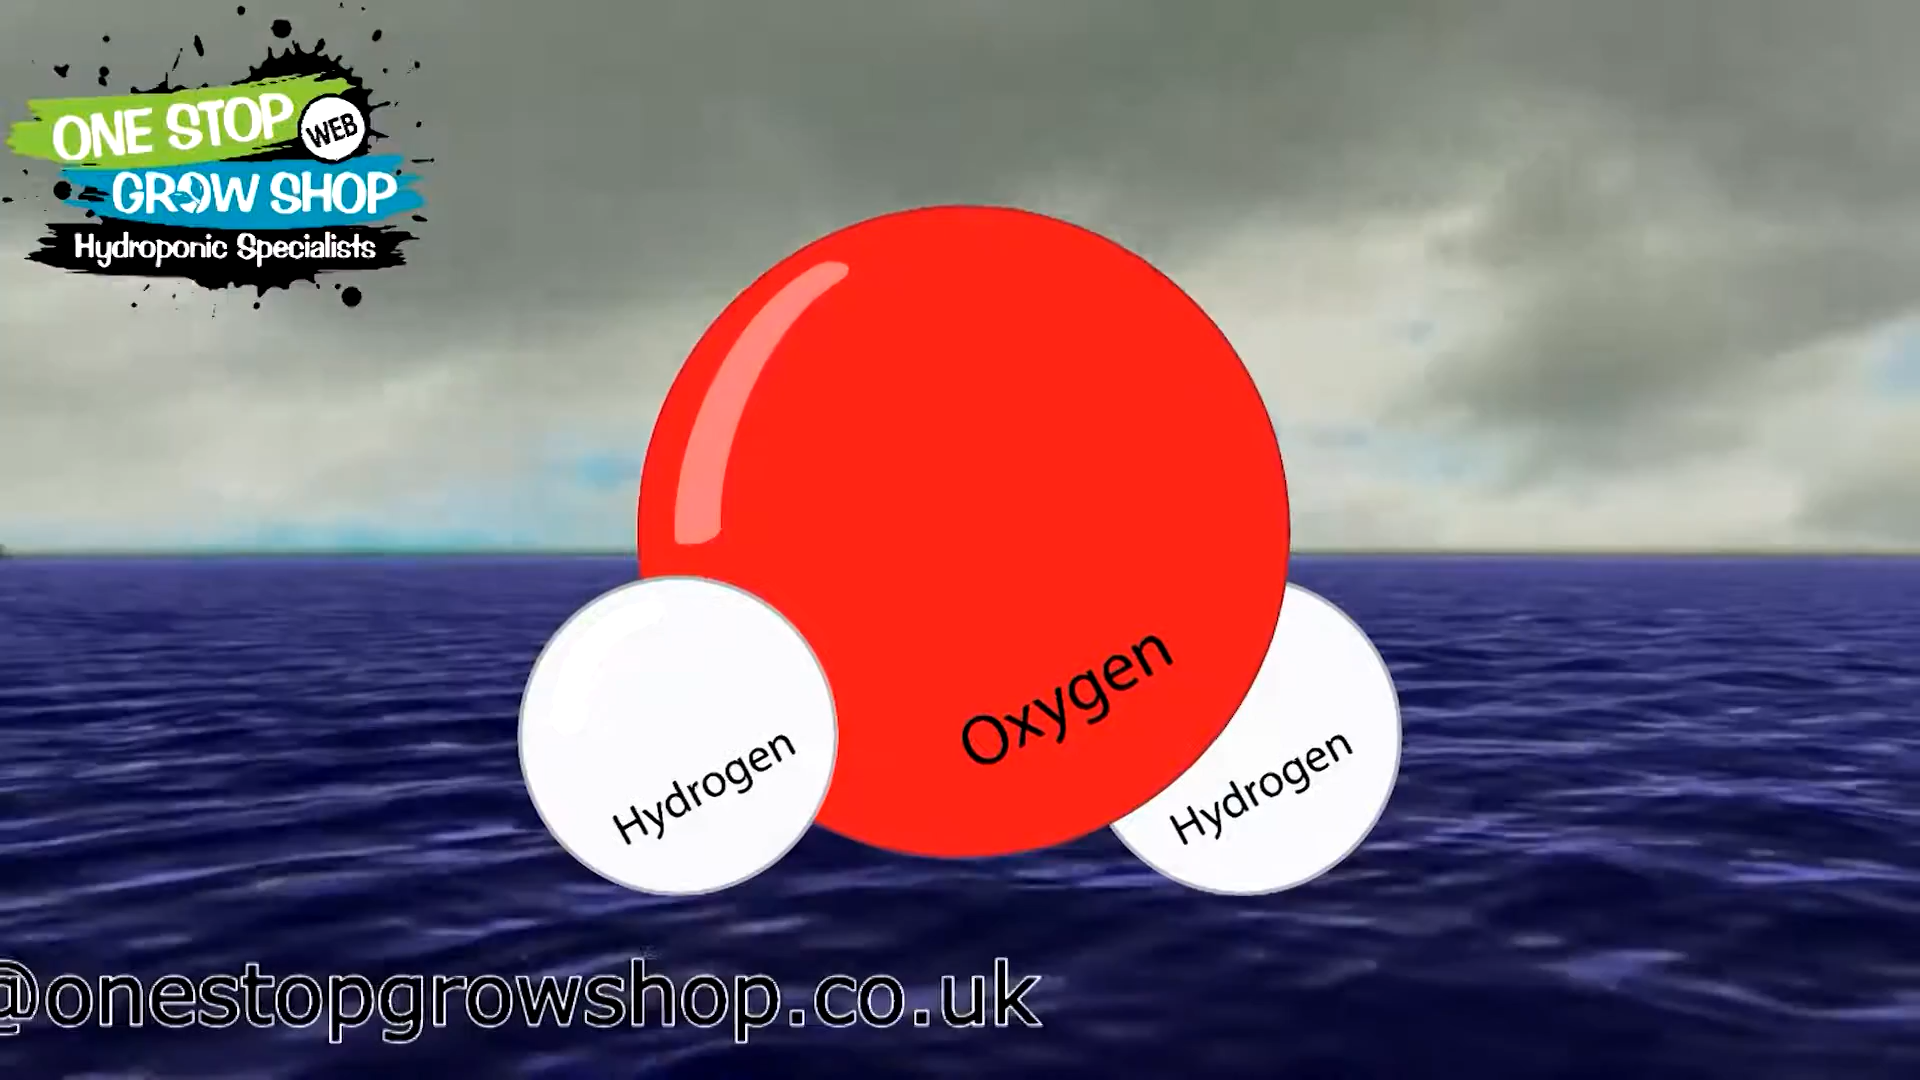 ONE STOP
WEB
GROW SHOP
Hydroponic Specialists
Oxygen
Hydrogen
Hydrogen
@onestopgrowshop.co.uk